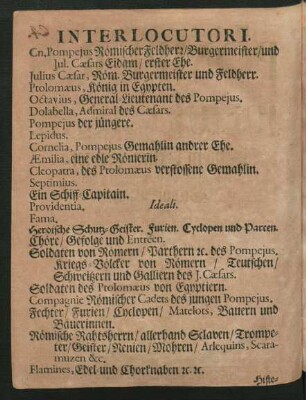 INTERLOCUTORI.
Cn. Pompejus Römischer Feldherr/Burgermeister/und
Jul. Cæsars Eidam/ erster Ehe.
Julius Cæsar, Röm. Burgermeister und Feldherr.
Ptolomæus, König in Egypten.
Octavius, General Lieutenant des Pompejus.
Dolabella, Admiral des Cæsars.
Pompejus der jüngere.
Lepidus.
Cornelia, Pompejus Gemahlin andrer Ehe.
Æmilia, eine edle Römerin.
Cleopatra, des Ptolomæus verstossene Gemahlin.
Septimius.
Ein Schiff-Capitain.
Providentia. Ideali.
Fama.
Heroische Schutz-Geister. Furien. Cyclopen und Parcen.
Chöre/ Gefolge und Entréen.
Soldaten von Römern/ Parthern ꝛc. des Pompejus.
Kriegs-Völcker von Römern/ Teutschen/
Schweitzern und Galliern des J. Cæsars.
Soldaten des Ptolomæus von Egyptiern.
Compagnie Römischer Cadets des jungen Pompejus.
Fechter/ Furien/ Cyclopen/ Matelots, Bauern und
Bäuerinnen.
Römische Rahtsherrn/ allerhand Sclaven/ Trompe-
ter/ Geister/ Xenien/ Mohren/ Arlequins, Scara-
muzen &c.
Flamines, Edel und Chorknaben ꝛc. ꝛc.
Histo-